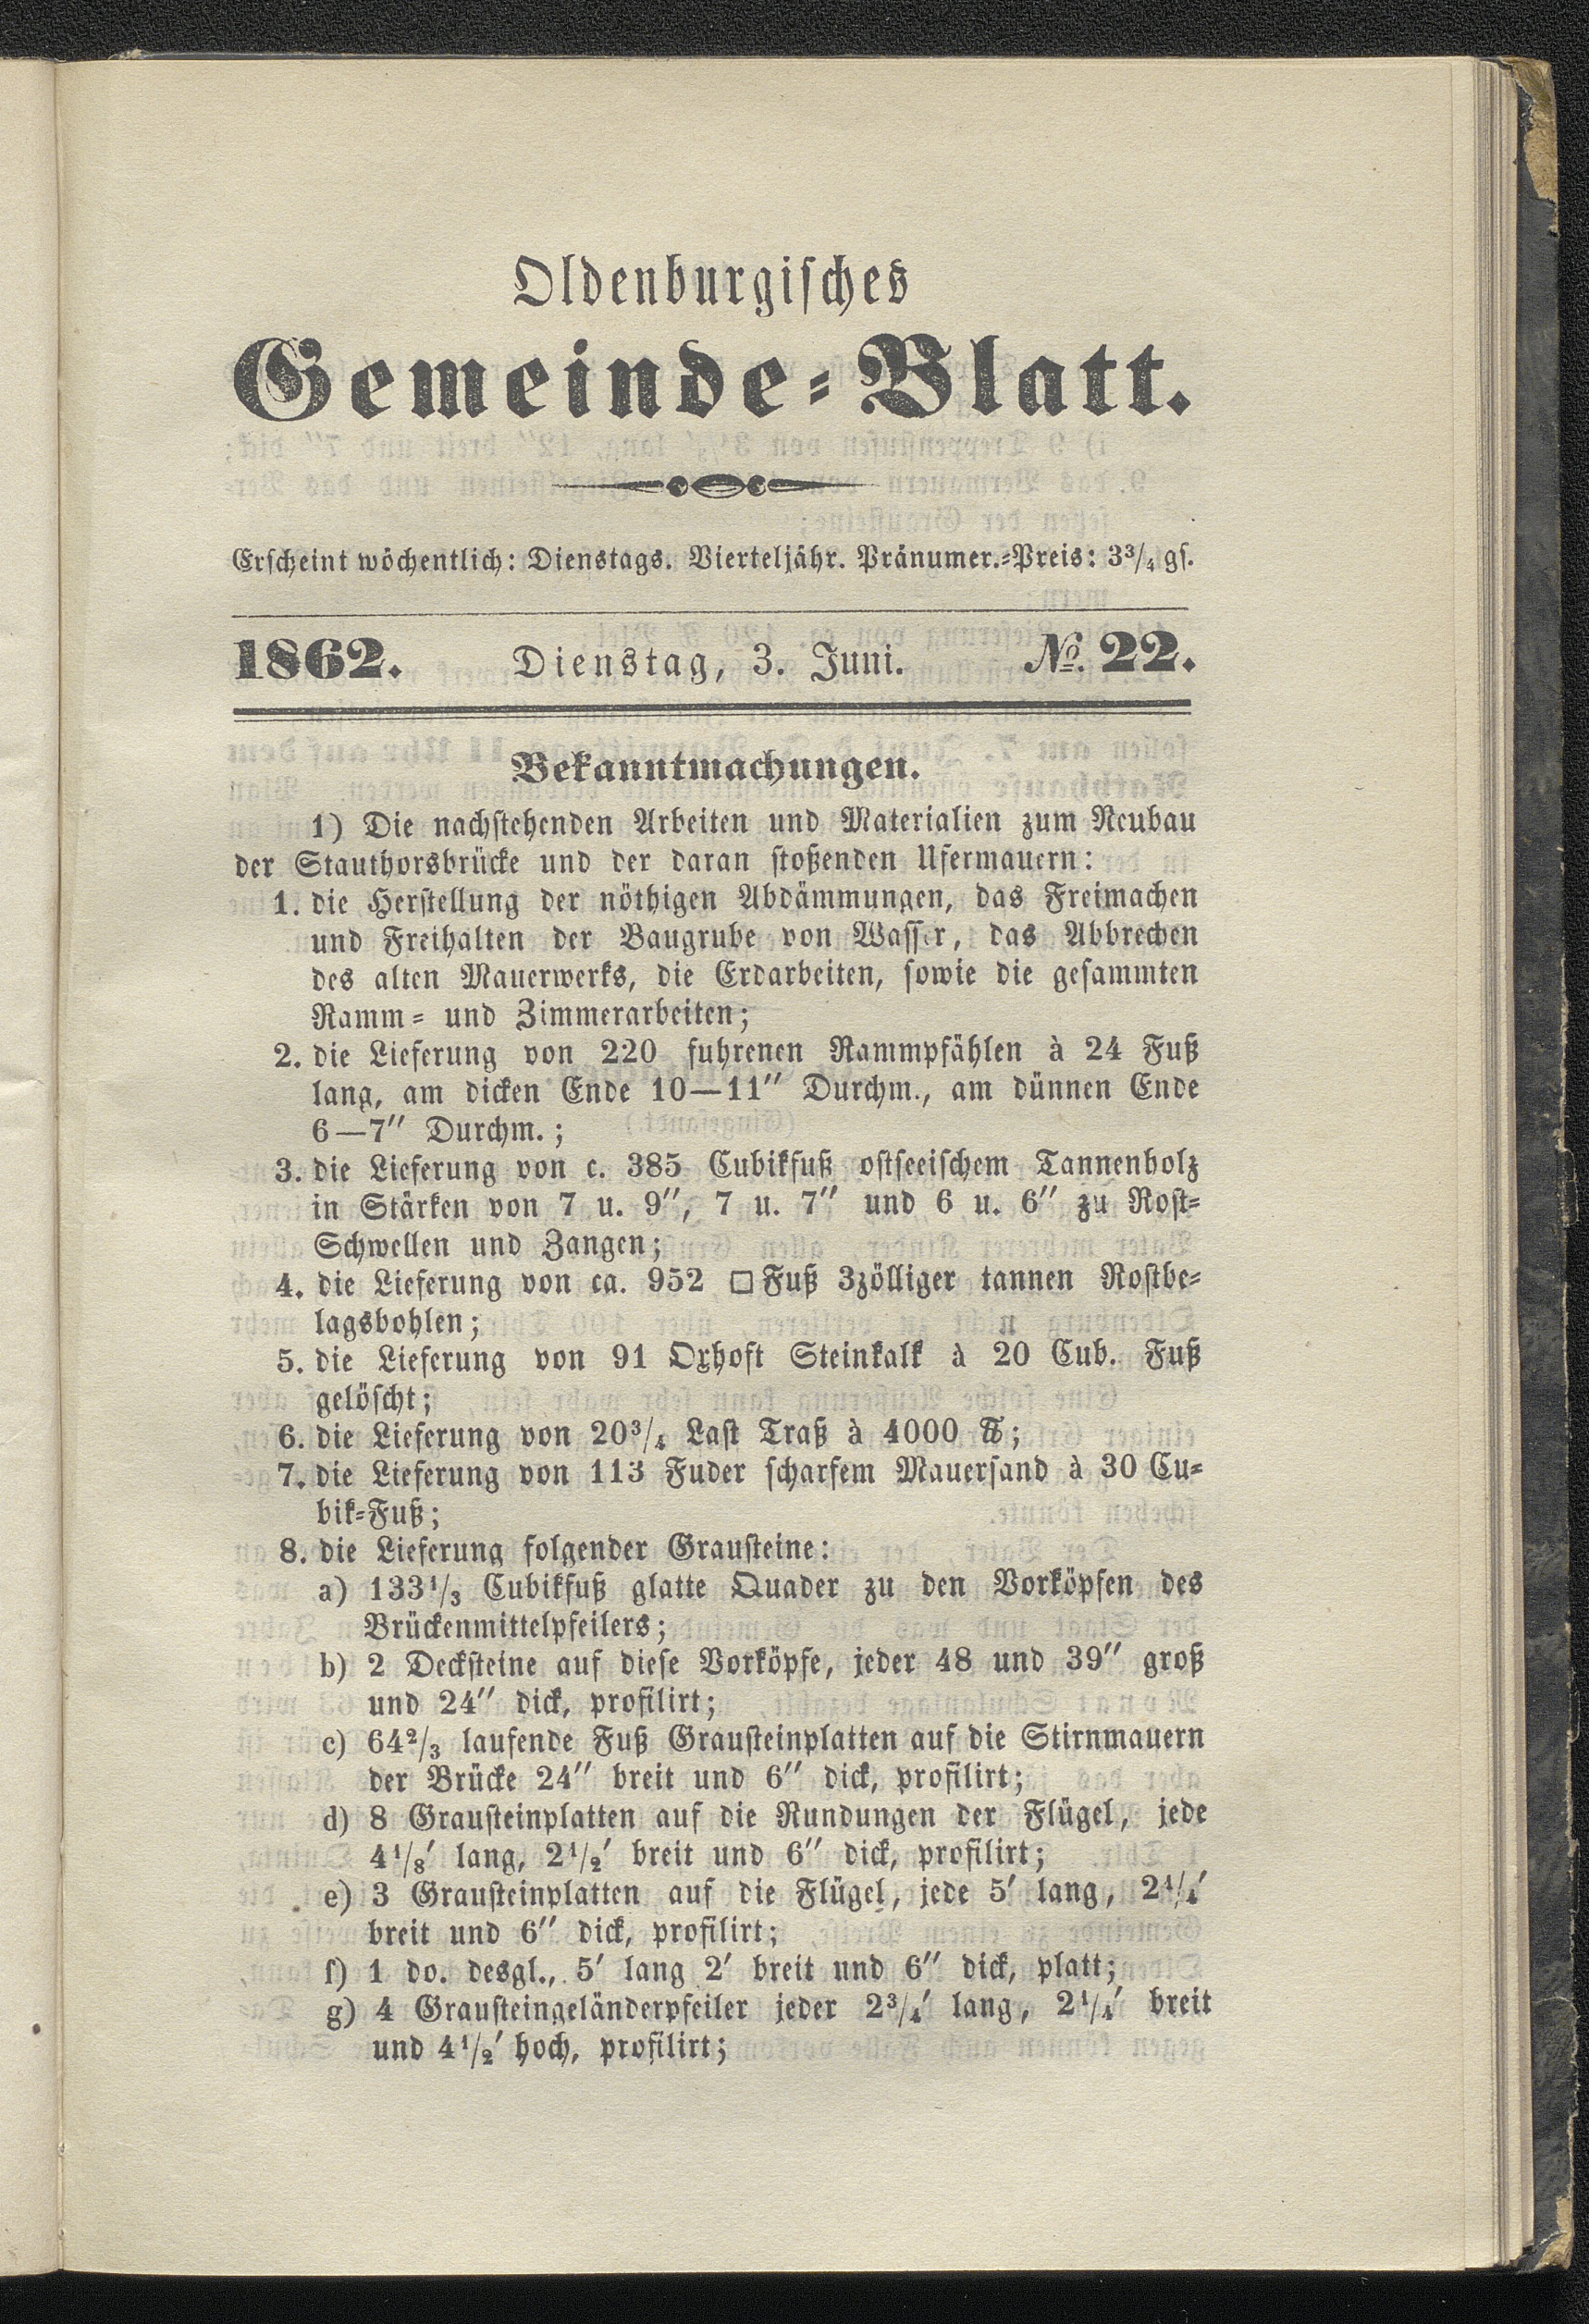 Oldenburgisches
Gemeinde-Blatt.
Erscheint wöchentlich: Dienstags. Vierteljähr. Pränumer.-Preis: 3³/₄ gs.
1862. Dienstag, 3. Juni. №. 22.
Bekanntmachungen.
1) Die nachstehenden Arbeiten und Materialien zum Neubau
der Stauthorsbrücke und der daran stoßenden Ufermauern:
1. die Herstellung der nöthigen Abdämmungen, das Freimachen
und Freihalten der Baugrube von Wasser, das Abbrechen
des alten Mauerwerks, die Erdarbeiten, sowie die gesammten
Ramm- und Zimmerarbeiten;
2. die Lieferung von 220 fuhrenen Rammpfählen à 24 Fuß
lang, am dicken Ende 10—11″ Durchm., am dünnen Ende
6—7″ Durchm.;
3. die Lieferung von c. 385 Cubikfuß ostseeischem Tannenholz
in Stärken von 7 u. 9″, 7 u. 7″ und 6 u. 6″ zu Rost-
Schwellen und Zangen;
4. die Lieferung von ca. 952 □Fuß 3zölliger tannen Rostbe-
lagsbohlen;
5. die Lieferung von 91 Oxhoft Steinkalk à 20 Cub. Fuß
gelöscht;
6. die Lieferung von 20³/₄ Last Traß à 4000 ℔;
7. die Lieferung von 113 Fuder scharfem Mauersand à 30 Cu-
bik-Fuß;
8. die Lieferung folgender Grausteine:
a) 133¹/₃ Cubikfuß glatte Quader zu den Vorköpfen des
Brückenmittelpfeilers;
b) 2 Decksteine auf diese Vorköpfe, jeder 48 und 39″ groß
und 24″ dick, profilirt;
c) 64²/₃ laufende Fuß Grausteinplatten auf die Stirnmauern
der Brücke 24″ breit und 6″ dick, profilirt;
d) 8 Grausteinplatten auf die Rundungen der Flügel, jede
4¹/₈′ lang, 2¹/₂′ breit und 6″ dick, profilirt;
e) 3 Grausteinplatten auf die Flügel, jede 5′ lang, 2¹/₄′
breit und 6″ dick, profilirt;
f) 1 do. desgl., 5′ lang 2′ breit und 6″ dick, platt;
g) 4 Grausteingeländerpfeiler jeder 2³/₄′ lang, 2¹/₄′ breit
und 4¹/₂′ hoch, profilirt;